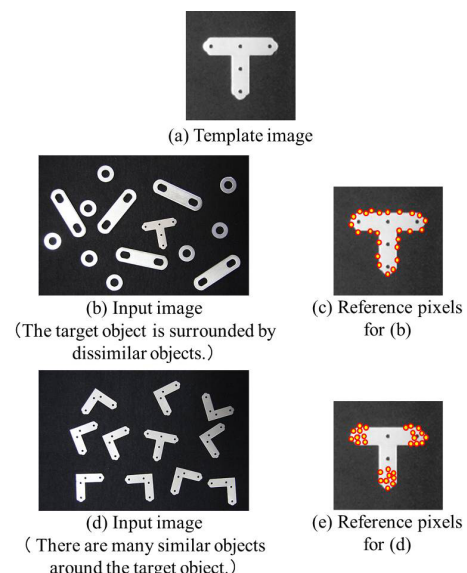 (a) Template image
(b) Input image
(The target object is surrounded by
dissimilar objects.)
(c) Reference pixels
for (b)
(d) Input image
( There are many similar objects
around the target object.)
(e) Reference pixels
for (d)